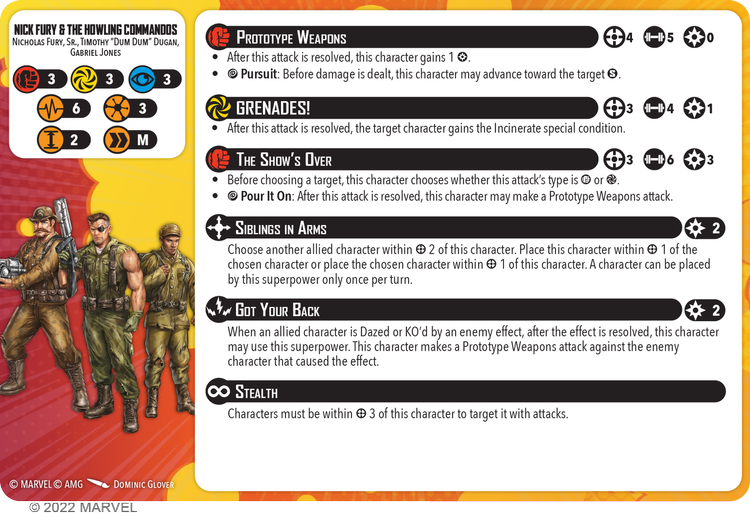 NICK FURY & THE HOWLING COMMANDOS
NICHOLAS FURY, SR., TIMOTHY "DUM DUM" DUGAN,
GABRIEL JONES
3 3 3
6 3
2 M
PROTOTYPE WEAPONS 4 5 0
• After this attack is resolved, this character gains 1 .
• Pursuit: Before damage is dealt, this character may advance toward the target S.
GRENADES! 3 4 1
• After this attack is resolved, the target character gains the Incinerate special condition.
THE SHOW'S OVER 3 6 3
• Before choosing a target, this character chooses whether this attack's type is or .
• Pour It On: After this attack is resolved, this character may make a Prototype Weapons attack.
SIBLINGS IN ARMS 2
Choose another allied character within 2 of this character. Place this character within 1 of the
chosen character or place the chosen character within 1 of this character. A character can be placed
by this superpower only once per turn.
GOT YOUR BACK 2
When an allied character is Dazed or KO'd by an enemy effect, after the effect is resolved, this character
may use this superpower. This character makes a Prototype Weapons attack against the enemy
character that caused the effect.
STEALTH
Characters must be within 3 of this character to target it with attacks.
© MARVEL © AMG DOMINIC GLOVER
© 2022 MARVEL